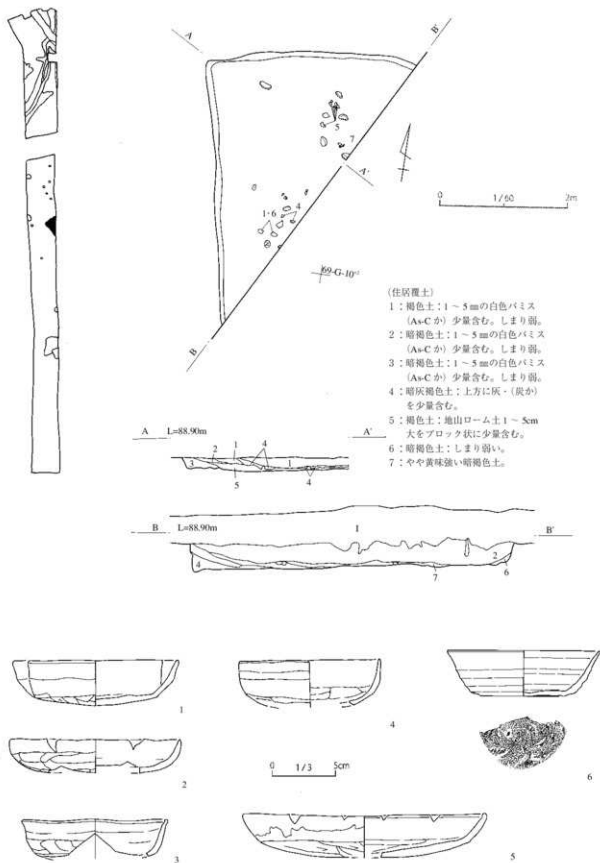 A
B'
5
7
A'
4
1・6
0 1/60 2m
69-G-10
B
(住居覆土)
1：褐色土：1～5㎜の白色パミス
(As-Cか) 少量含む。しまり弱。
2：暗褐色土：1～5㎜の白色パミス
(As-Cか) 少量含む。しまり弱。
3：暗褐色土：1～5㎜の白色パミス
(As-Cか) 少量含む。しまり弱。
4：暗灰褐色土：上方に灰・(炭か)
を少量含む。
5：褐色土：地山ローム土1～5cm
大をブロック状に少量含む。
6：暗褐色土：しまり弱い。
7：やや黄味強い暗褐色土。
A L=88.90m A'
2 1 4
3 1
5 4
B L=88.90m I B'
4 2
7 6
1
4
2
0 1/3 5cm
6
3
5